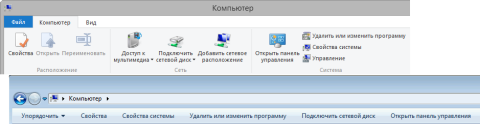 Компьютер
Файл Компьютер Вид
Свойства Открыть Переименовать
Доступ к мультимедиа Подключить сетевой диск Добавить сетевое расположение
Открыть панель управления
Удалить или изменить программу
Свойства системы
Управление
Расположение Сеть Система
Компьютер
Упорядочить Свойства Свойства системы Удалить или изменить программу Подключить сетевой диск Открыть панель управления